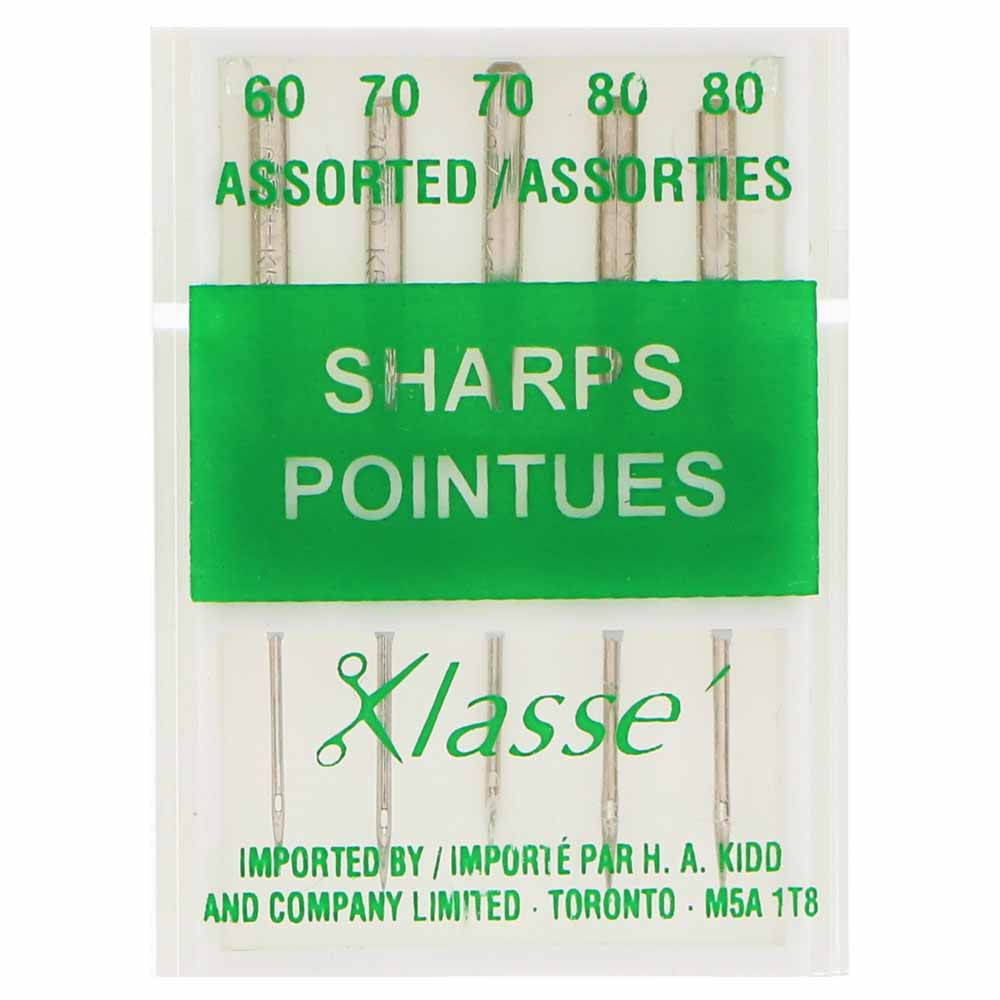 60 70 70 80 80
ASSORTED / ASSORTIES
SHARPS
POINTUES
Klassé
IMPORTED BY / IMPORTÉ PAR H. A. KIDD
AND COMPANY LIMITED · TORONTO · M5A 1T8